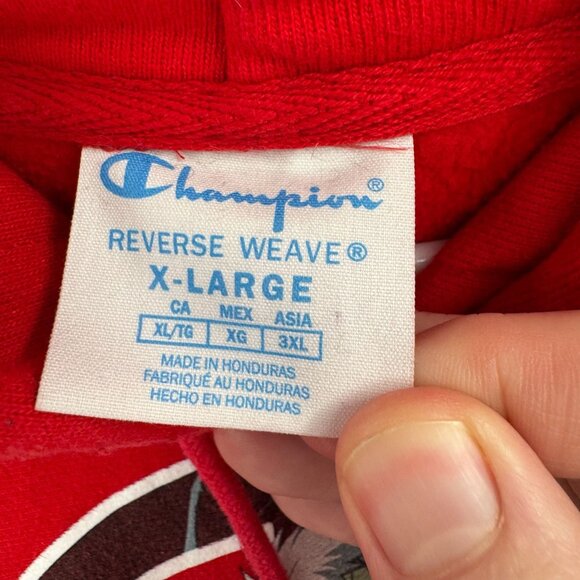 Champion®
REVERSE WEAVE®
X-LARGE
CA MEX ASIA
XL/TG XG 3XL
MADE IN HONDURAS
FABRIQUÉ AU HONDURAS
HECHO EN HONDURAS